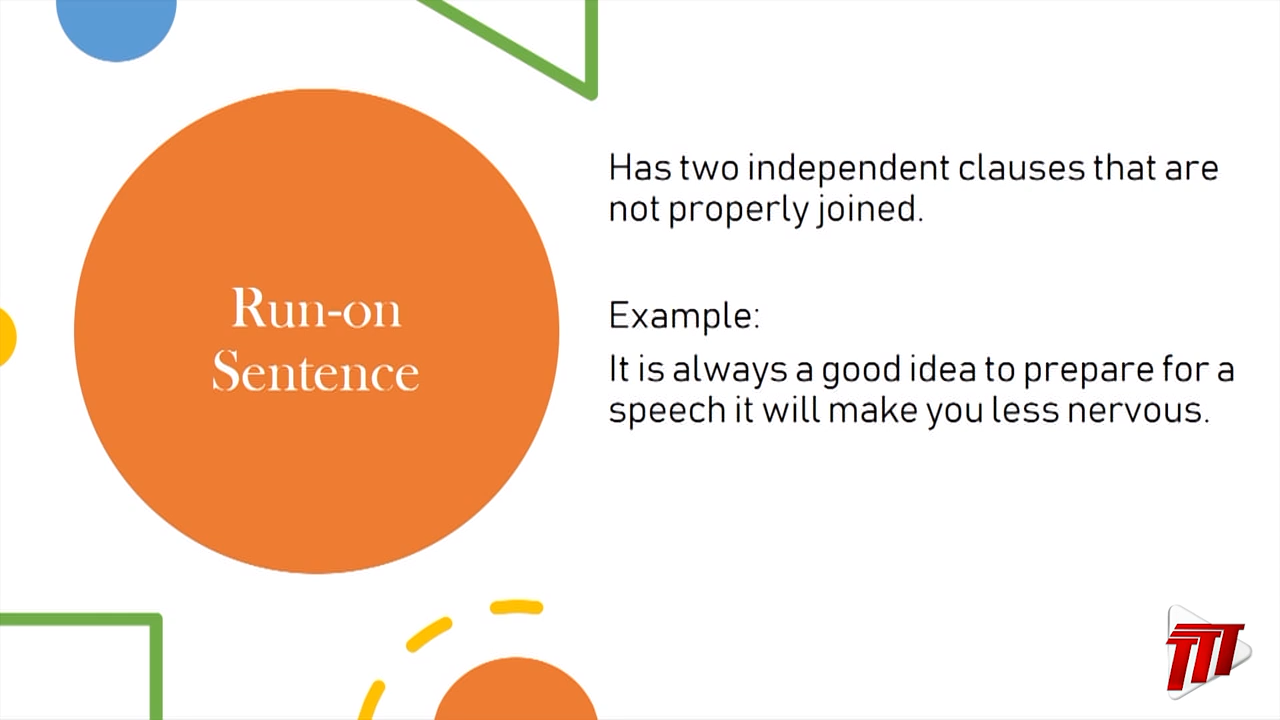 Run-on
Sentence
Has two independent clauses that are
not properly joined.
Example:
It is always a good idea to prepare for a
speech it will make you less nervous.
TTT